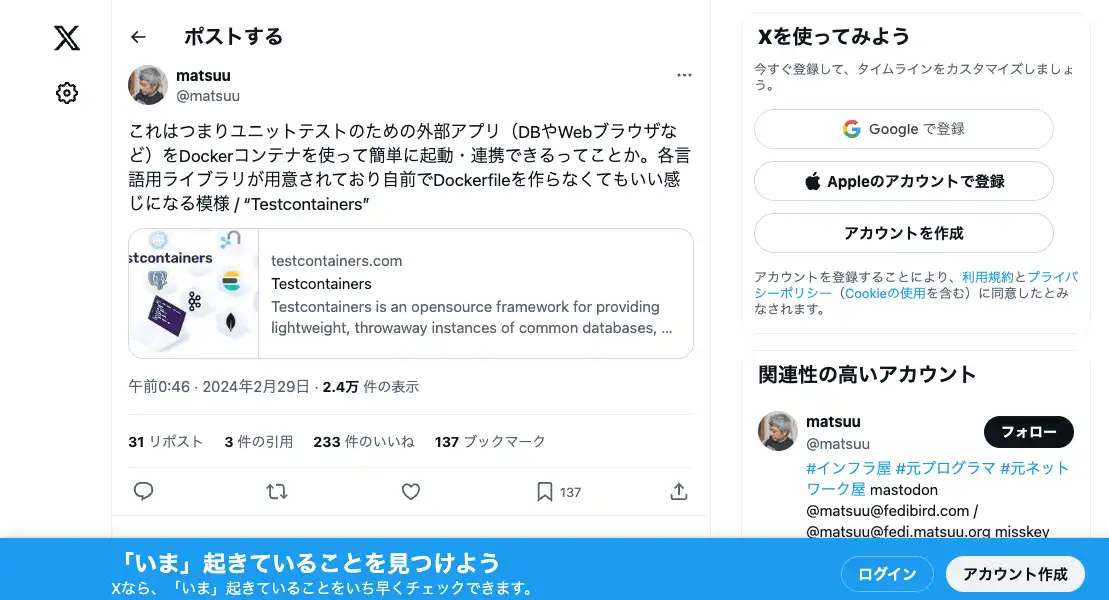 ポストする
matsuu
@matsuu
これはつまりユニットテストのための外部アプリ（DBやWebブラウザな
ど）をDockerコンテナを使って簡単に起動・連携できるってことか。各言
語用ライブラリが用意されており自前でDockerfileを作らなくてもいい感
じになる模様 / “Testcontainers”
stcontainers
testcontainers.com
Testcontainers
Testcontainers is an opensource framework for providing
lightweight, throwaway instances of common databases, ...
午前0:46 · 2024年2月29日 · 2.4万 件の表示
31 リポスト 3 件の引用 233 件のいいね 137 ブックマーク
137
Xを使ってみよう
今すぐ登録して、タイムラインをカスタマイズしましょ
う。
Google で登録
Appleのアカウントで登録
アカウントを作成
アカウントを登録することにより、利用規約とプライバ
シーポリシー（Cookieの使用を含む）に同意したとみ
なされます。
関連性の高いアカウント
matsuu
@matsuu
フォロー
#インフラ屋 #元プログラマ #元ネット
ワーク屋 mastodon
@matsuu@fedibird.com /
@matsuu@fedi.matsuu.org misskey
「いま」起きていることを見つけよう
Xなら、「いま」起きていることをいち早くチェックできます。
ログイン
アカウント作成